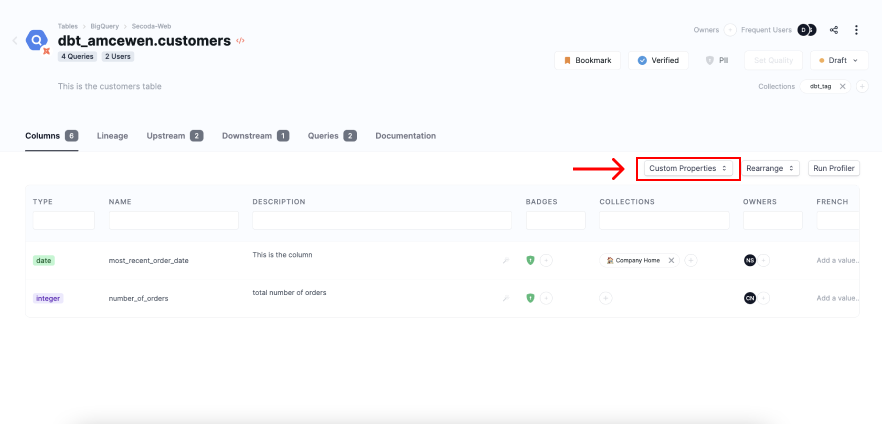 Tables > BigQuery > Secoda-Web
dbt_amcewen.customers </>
4 Queries 2 Users
Owners Frequent Users D
Bookmark Verified PII Set Quality Draft
This is the customers table
Collections dbt_tag
Columns 6 Lineage Upstream 2 Downstream 1 Queries 2 Documentation
Custom Properties Rearrange Run Profiler
TYPE NAME DESCRIPTION BADGES COLLECTIONS OWNERS FRENCH
date most_recent_order_date This is the column Company Home NS Add a value..
integer number_of_orders total number of orders CN Add a value..